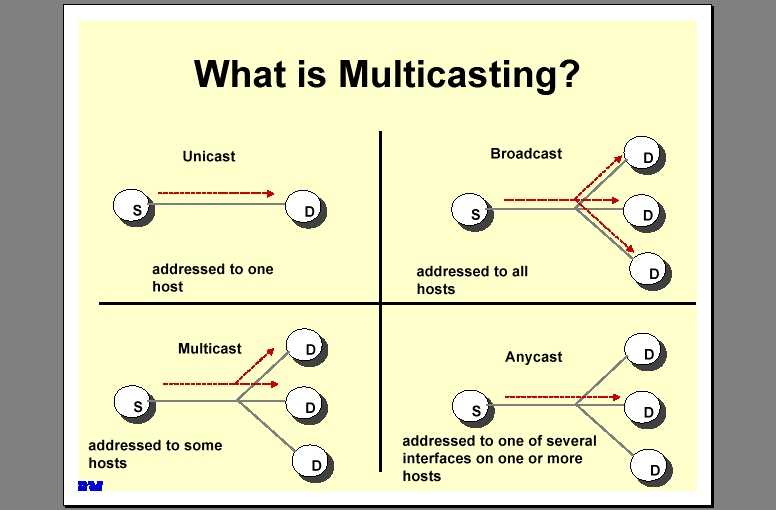 What is Multicasting?
Unicast
S
D
addressed to one
host
Broadcast
D
S
D
D
addressed to all
hosts
Multicast
D
S
D
D
addressed to some
hosts
Anycast
D
S
D
D
addressed to one of several
interfaces on one or more
hosts